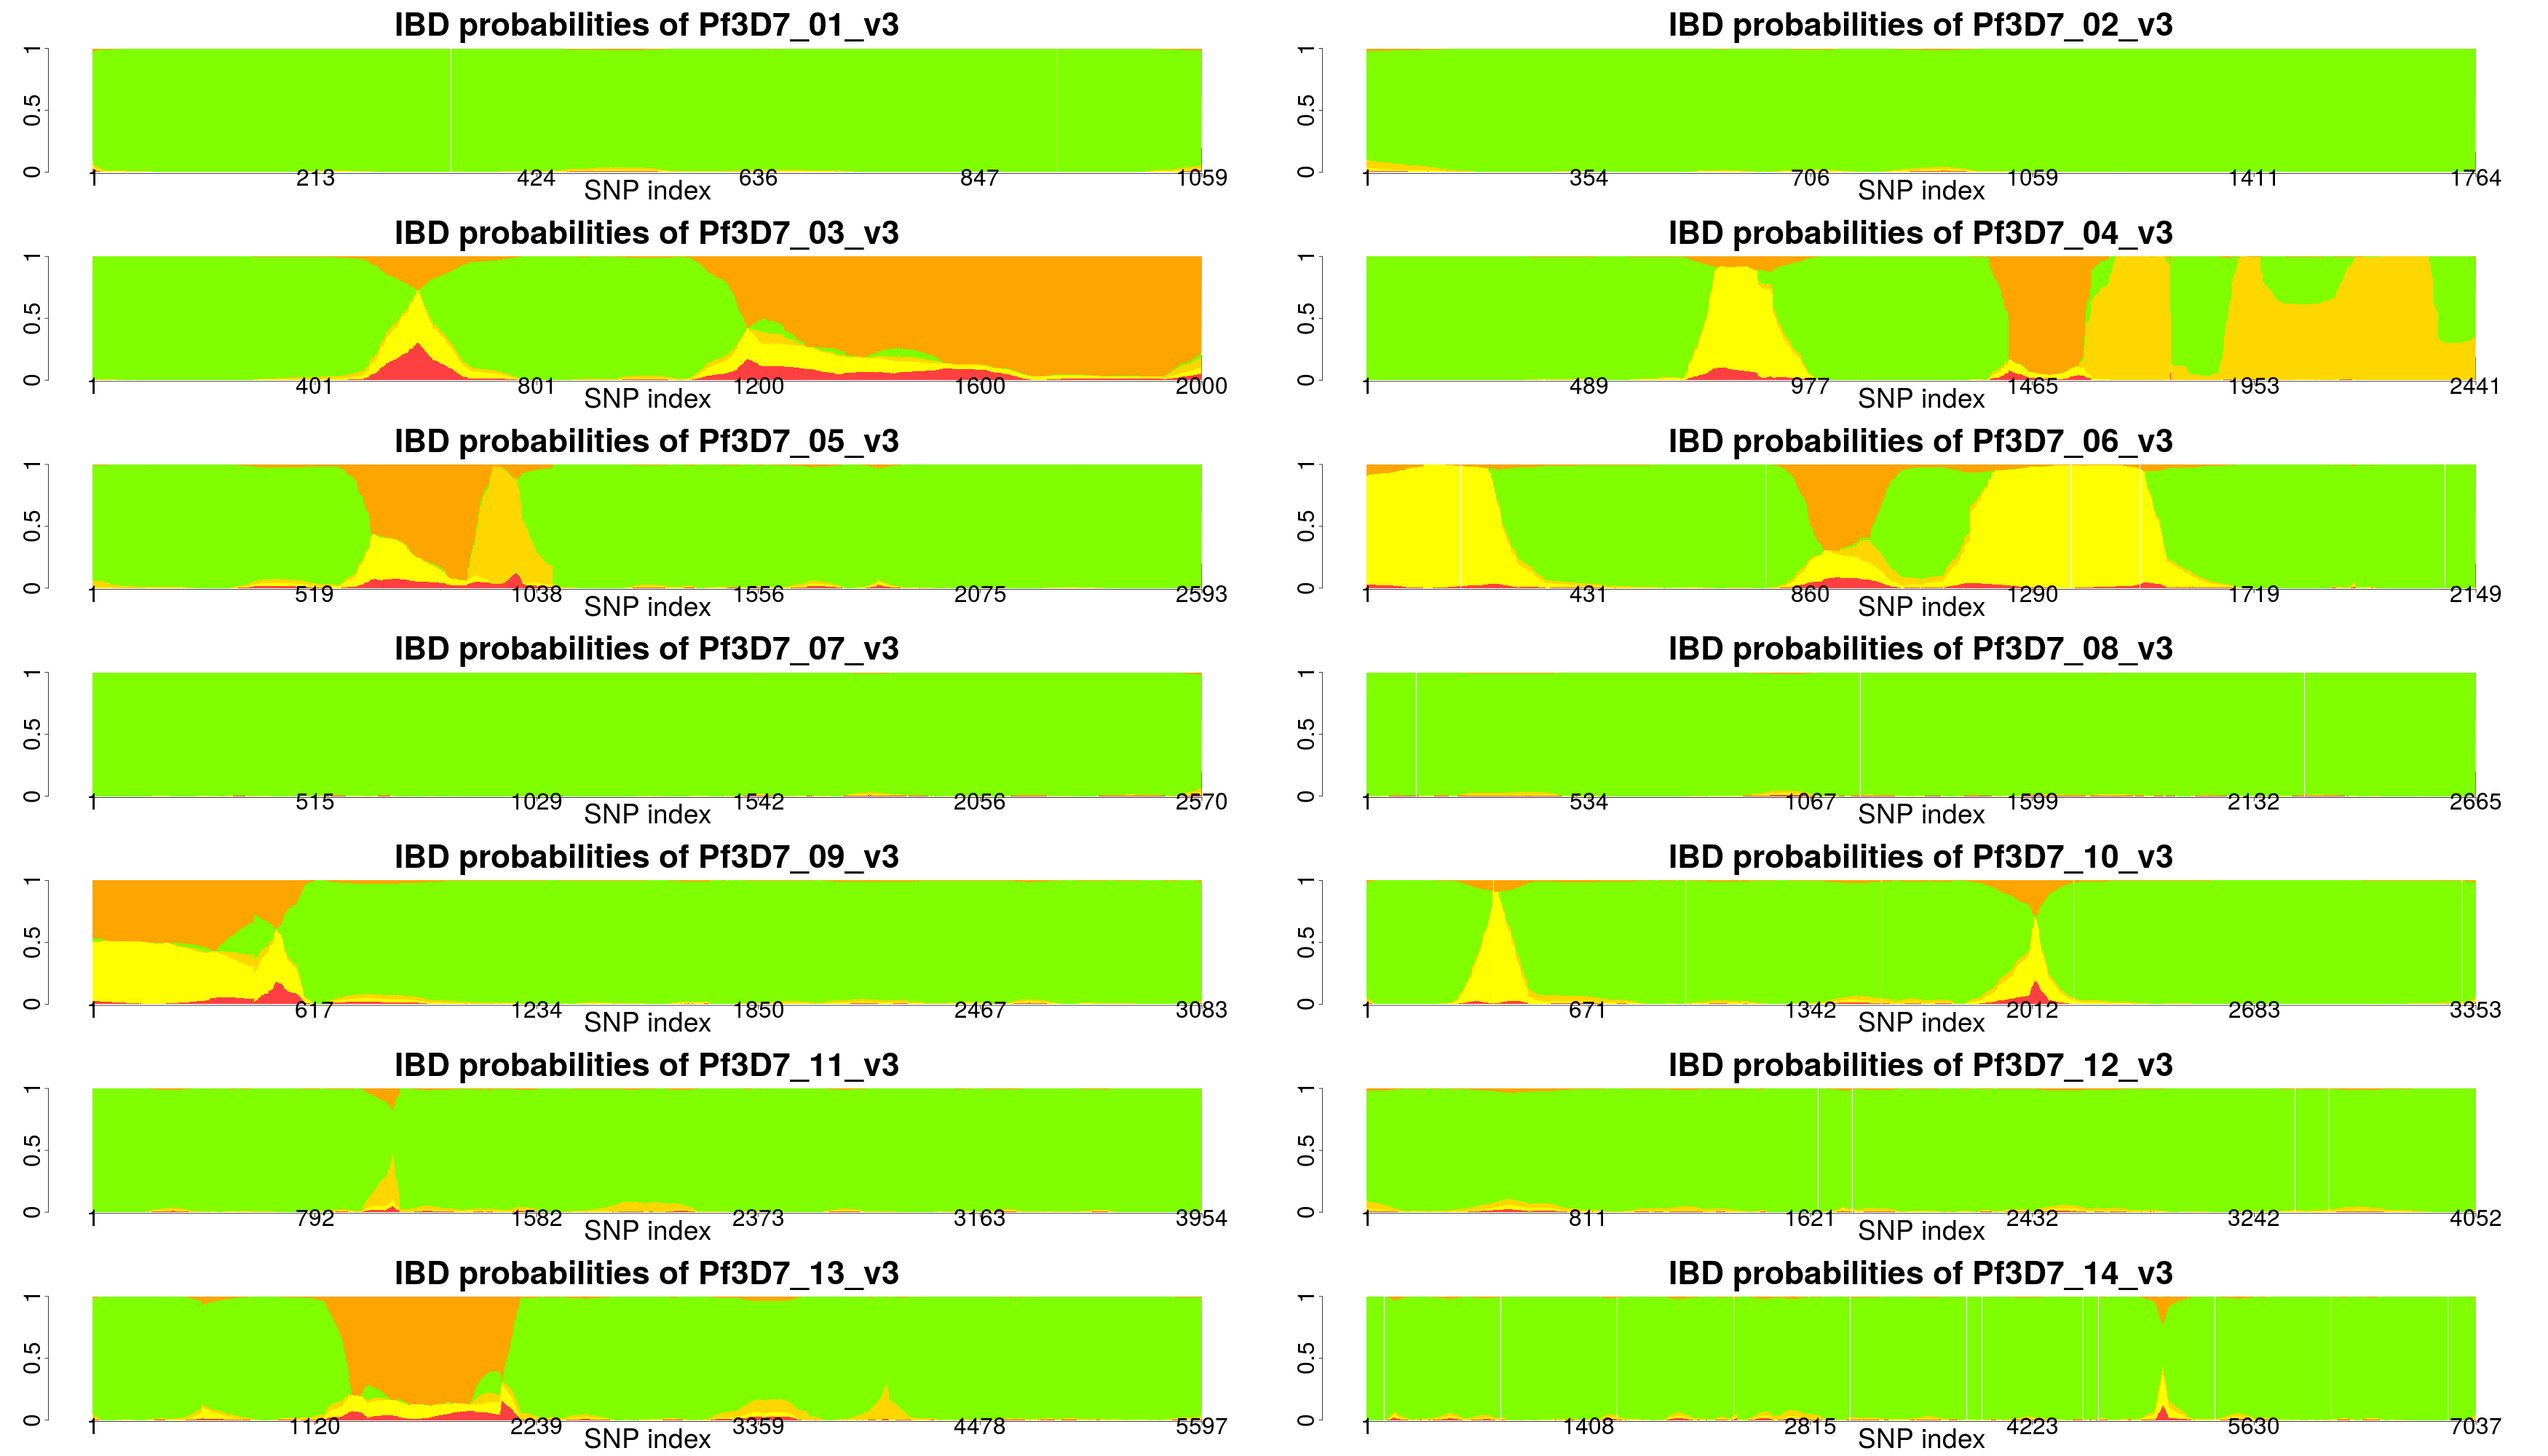 IBD probabilities of Pf3D7_01_v3
1
0.5
0
1 213 424 636 847 1059
SNP index
IBD probabilities of Pf3D7_02_v3
1
0.5
0
1 354 706 1059 1411 1764
SNP index
IBD probabilities of Pf3D7_03_v3
1
0.5
0
1 401 801 1200 1600 2000
SNP index
IBD probabilities of Pf3D7_04_v3
1
0.5
0
1 489 977 1465 1953 2441
SNP index
IBD probabilities of Pf3D7_05_v3
1
0.5
0
1 519 1038 1556 2075 2593
SNP index
IBD probabilities of Pf3D7_06_v3
1
0.5
0
1 431 860 1290 1719 2149
SNP index
IBD probabilities of Pf3D7_07_v3
1
0.5
0
1 515 1029 1542 2056 2570
SNP index
IBD probabilities of Pf3D7_08_v3
1
0.5
0
1 534 1067 1599 2132 2665
SNP index
IBD probabilities of Pf3D7_09_v3
1
0.5
0
1 617 1234 1850 2467 3083
SNP index
IBD probabilities of Pf3D7_10_v3
1
0.5
0
1 671 1342 2012 2683 3353
SNP index
IBD probabilities of Pf3D7_11_v3
1
0.5
0
1 792 1582 2373 3163 3954
SNP index
IBD probabilities of Pf3D7_12_v3
1
0.5
0
1 811 1621 2432 3242 4052
SNP index
IBD probabilities of Pf3D7_13_v3
1
0.5
0
1 1120 2239 3359 4478 5597
SNP index
IBD probabilities of Pf3D7_14_v3
1
0.5
0
1 1408 2815 4223 5630 7037
SNP index